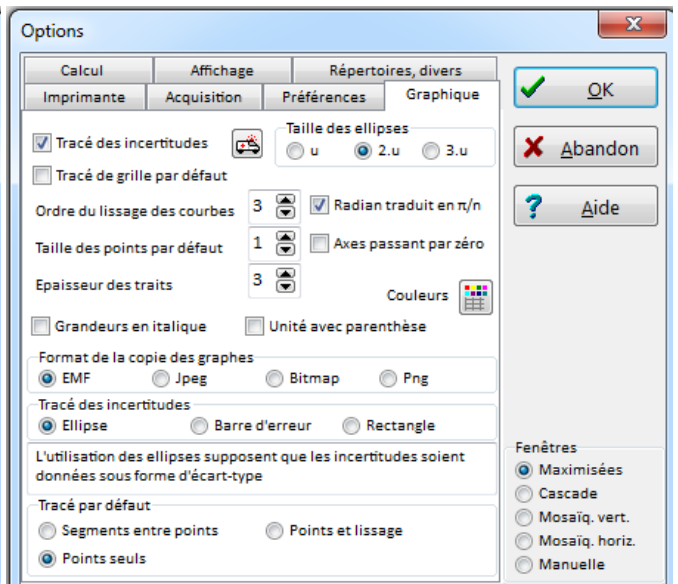 Options
Calcul Affichage Répertoires, divers
Imprimante Acquisition Préférences Graphique
OK
Abandon
Aide
Tracé des incertitudes
Taille des ellipses
u 2.u 3.u
Tracé de grille par défaut
Ordre du lissage des courbes 3 Radian traduit en π/n
Taille des points par défaut 1 Axes passant par zéro
Epaisseur des traits 3
Couleurs
Grandeurs en italique Unité avec parenthèse
Format de la copie des graphes
EMF Jpeg Bitmap Png
Tracé des incertitudes
Ellipse Barre d'erreur Rectangle
L'utilisation des ellipses supposent que les incertitudes soient
données sous forme d'écart-type
Tracé par défaut
Segments entre points Points et lissage
Points seuls
Fenêtres
Maximisées
Cascade
Mosaïq. vert.
Mosaïq. horiz.
Manuelle